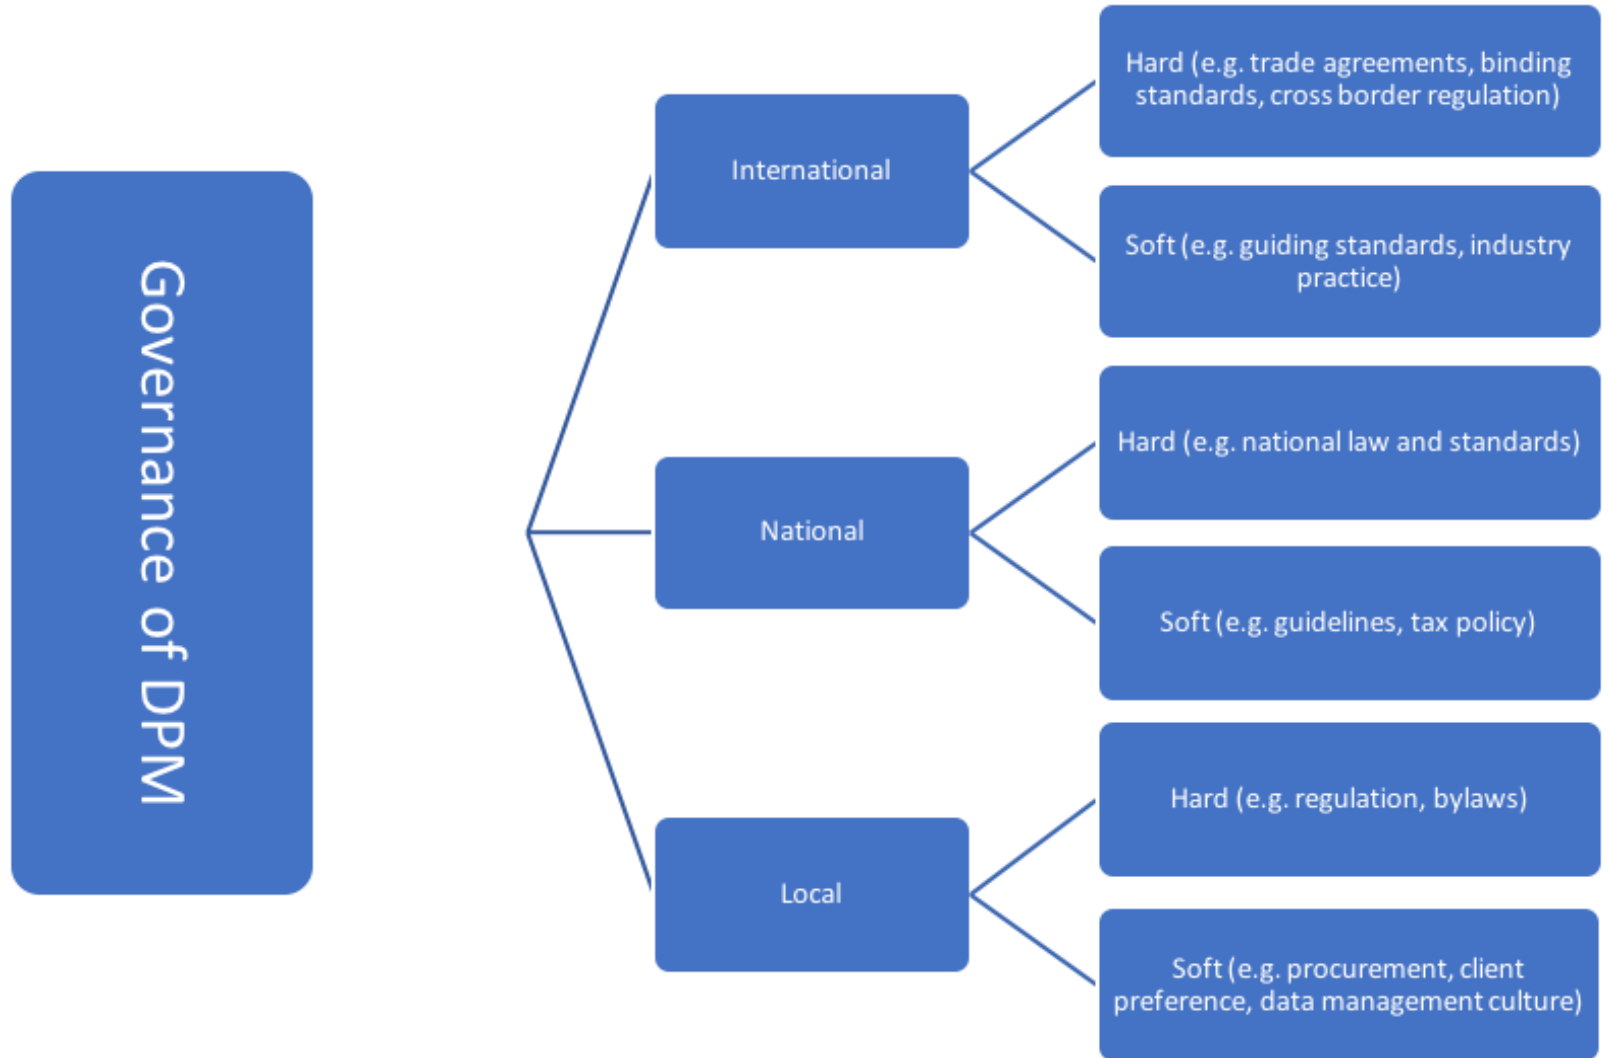 Governance of DPM
International
Hard (e.g. trade agreements, binding
standards, cross border regulation)
Soft (e.g. guiding standards, industry
practice)
National
Hard (e.g. national law and standards)
Soft (e.g. guidelines, tax policy)
Local
Hard (e.g. regulation, bylaws)
Soft (e.g. procurement, client
preference, data management culture)